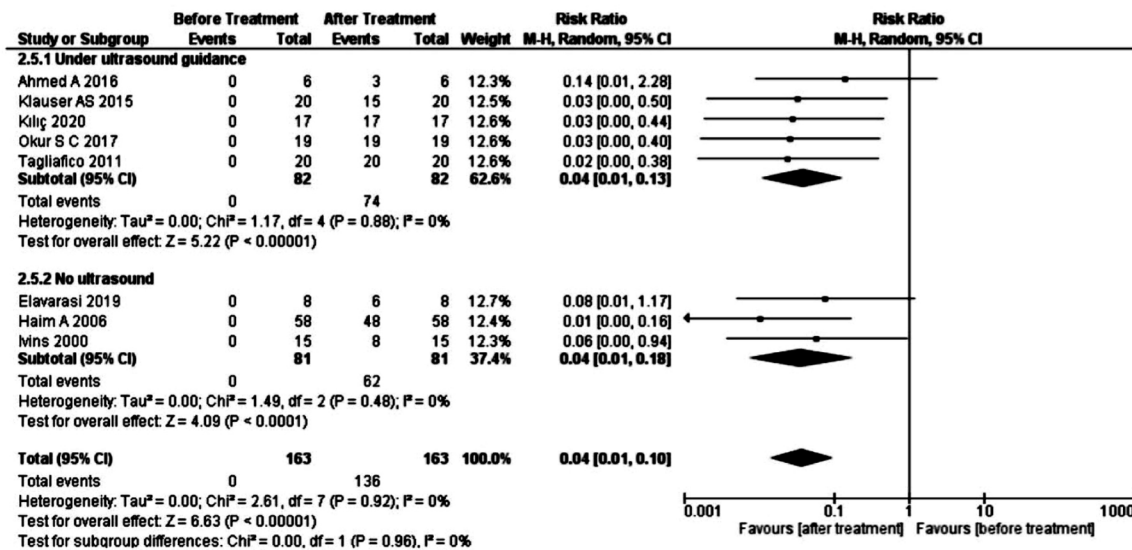 Before Treatment After Treatment Risk Ratio Risk Ratio
Study or Subgroup Events Total Events Total Weight M-H, Random, 95% CI M-H, Random, 95% CI
2.5.1 Under ultrasound guidance
Ahmed A 2016 0 6 3 6 12.3% 0.14 [0.01, 2.28]
Klauser AS 2015 0 20 15 20 12.5% 0.03 [0.00, 0.50]
Kılıç 2020 0 17 17 17 12.6% 0.03 [0.00, 0.44]
Okur S C 2017 0 19 19 19 12.6% 0.03 [0.00, 0.40]
Tagliafico 2011 0 20 20 20 12.6% 0.02 [0.00, 0.38]
Subtotal (95% CI) 82 82 62.6% 0.04 [0.01, 0.13]
Total events 0 74
Heterogeneity: Tau² = 0.00; Chi² = 1.17, df = 4 (P = 0.88); I² = 0%
Test for overall effect: Z = 5.22 (P < 0.00001)
2.5.2 No ultrasound
Elavarasi 2019 0 8 6 8 12.7% 0.08 [0.01, 1.17]
Haim A 2006 0 58 48 58 12.4% 0.01 [0.00, 0.16]
Ivins 2000 0 15 8 15 12.3% 0.06 [0.00, 0.94]
Subtotal (95% CI) 81 81 37.4% 0.04 [0.01, 0.18]
Total events 0 62
Heterogeneity: Tau² = 0.00; Chi² = 1.49, df = 2 (P = 0.48); I² = 0%
Test for overall effect: Z = 4.09 (P < 0.0001)
Total (95% CI) 163 163 100.0% 0.04 [0.01, 0.10]
Total events 0 136
Heterogeneity: Tau² = 0.00; Chi² = 2.61, df = 7 (P = 0.92); I² = 0%
Test for overall effect: Z = 6.63 (P < 0.00001)
Test for subgroup differences: Chi² = 0.00, df = 1 (P = 0.96), I² = 0%
0.001 0.1 1 10 1000
Favours [after treatment] Favours [before treatment]